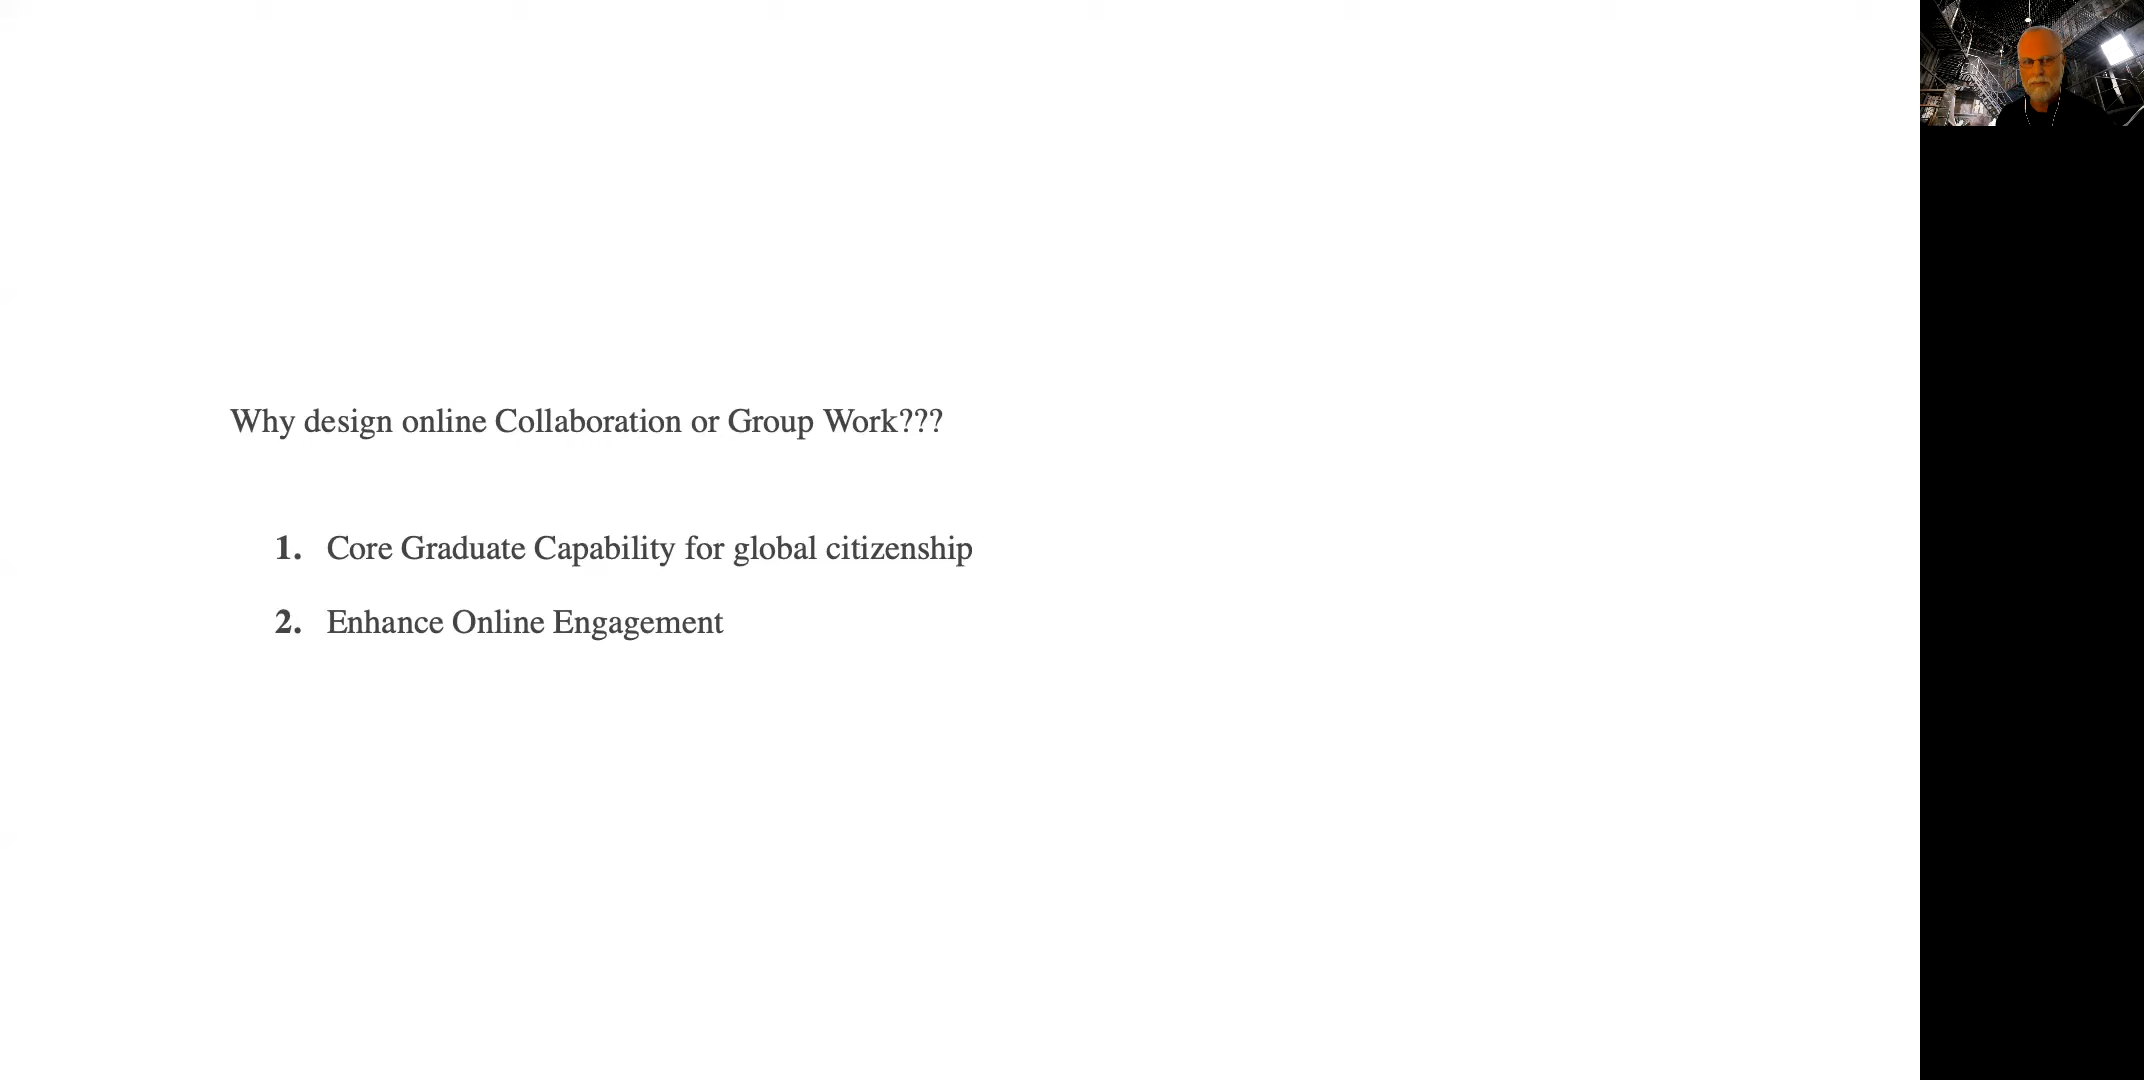 Why design online Collaboration or Group Work???
1. Core Graduate Capability for global citizenship
2. Enhance Online Engagement